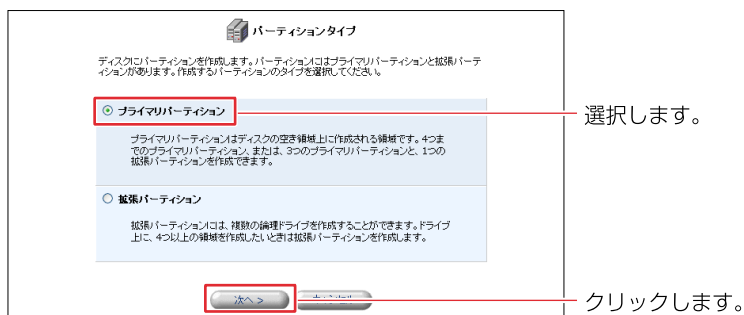 パーティションタイプ
ディスクにパーティションを作成します。パーティションにはプライマリパーティションと拡張パーテ
ィションがあります。作成するパーティションのタイプを選択してください。
プライマリパーティション
選択します。
プライマリパーティションはディスクの空き領域上に作成される領域です。4つま
でのプライマリパーティション、または、3つのプライマリパーティションと、1つの
拡張パーティションを作成できます。
拡張パーティション
拡張パーティションには、複数の論理ドライブを作成することができます。ドライブ
上に、4つ以上の領域を作成したいときは拡張パーティションを作成します。
次へ >
クリックします。